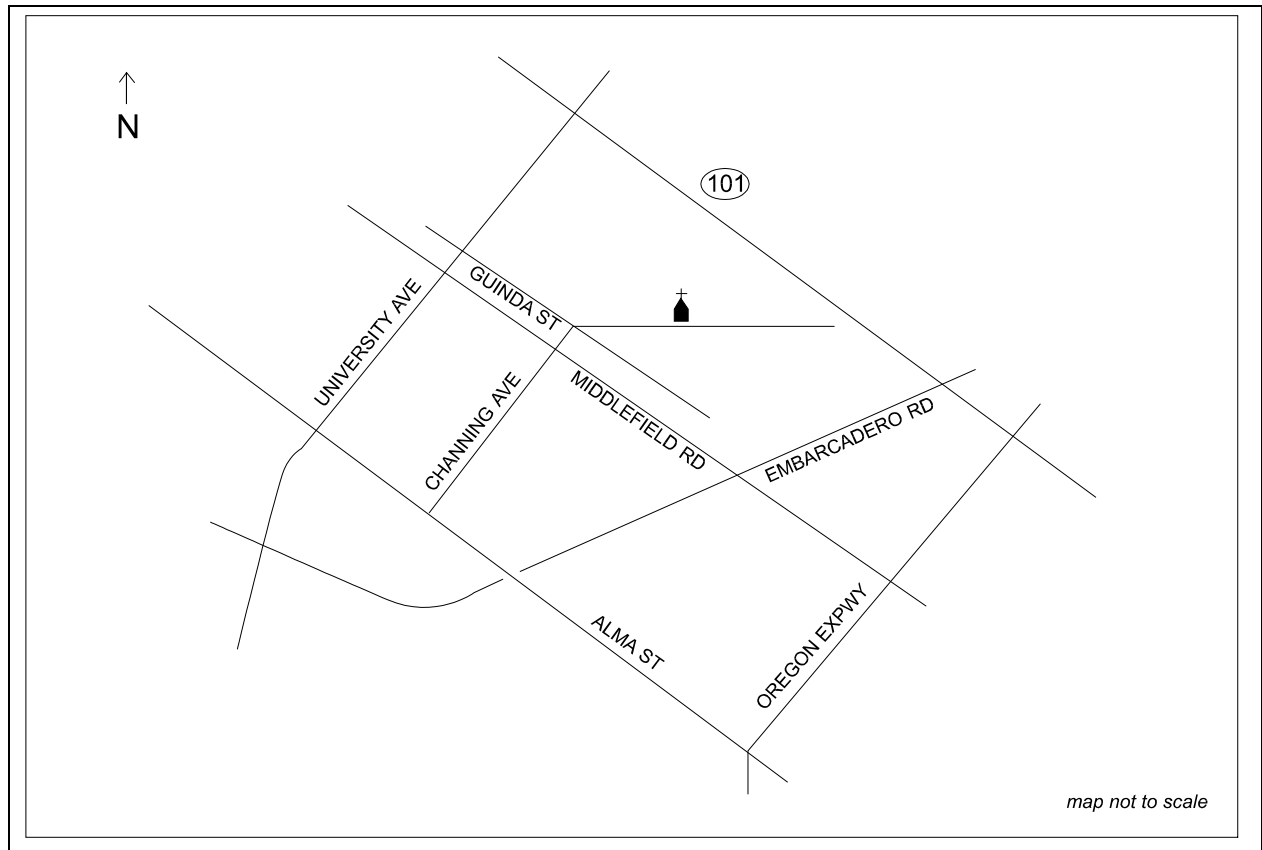 N
101
GUINDA ST
UNIVERSITY AVE
CHANNING AVE
MIDDLEFIELD RD
EMBARCADERO RD
ALMA ST
OREGON EXPWY
map not to scale